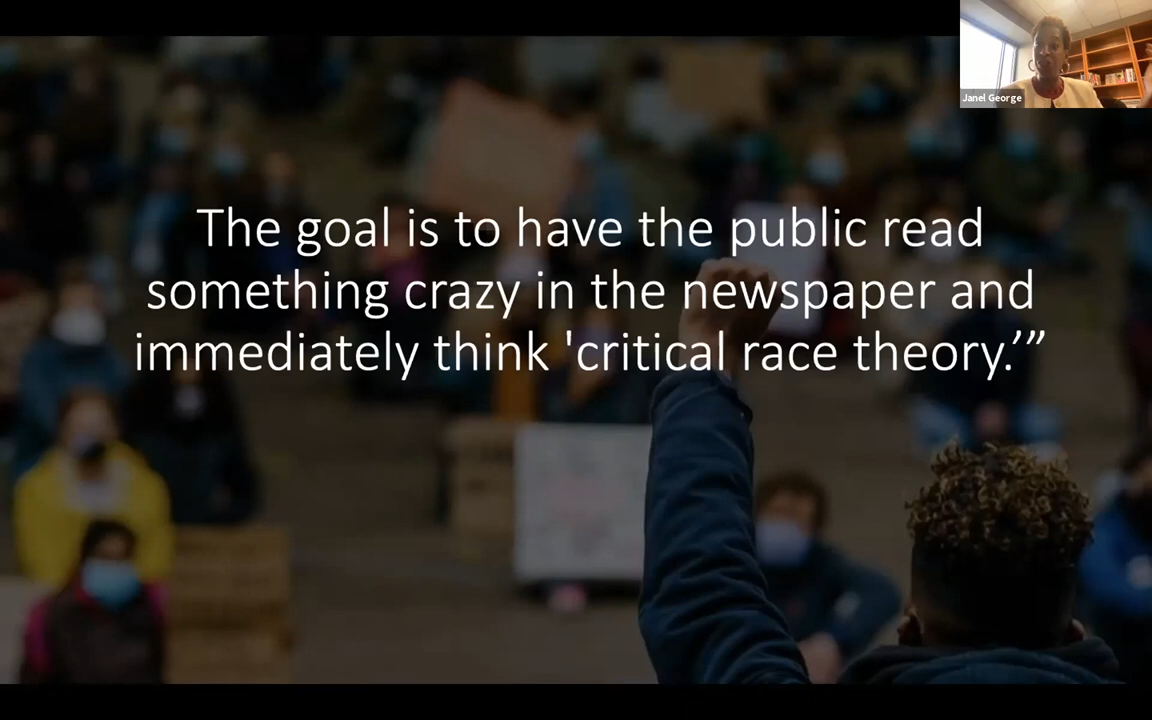 Janel George
The goal is to have the public read
something crazy in the newspaper and
immediately think 'critical race theory.’”